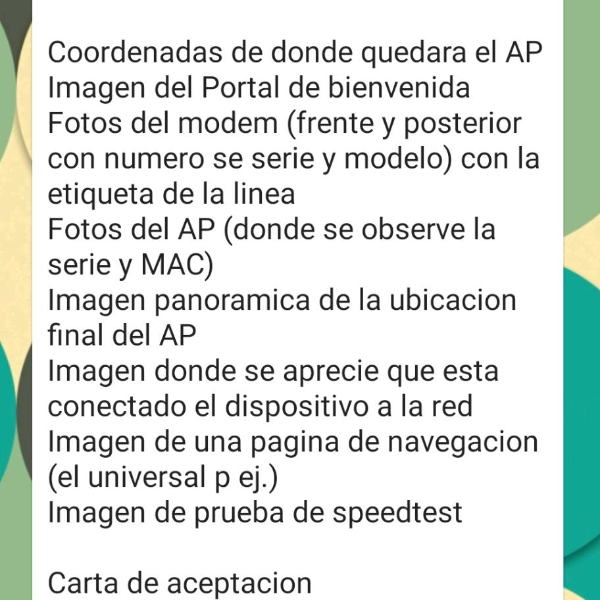 Coordenadas de donde quedara el AP
Imagen del Portal de bienvenida
Fotos del modem (frente y posterior
con numero se serie y modelo) con la
etiqueta de la linea
Fotos del AP (donde se observe la
serie y MAC)
Imagen panoramica de la ubicacion
final del AP
Imagen donde se aprecie que esta
conectado el dispositivo a la red
Imagen de una pagina de navegacion
(el universal p ej.)
Imagen de prueba de speedtest
Carta de aceptacion